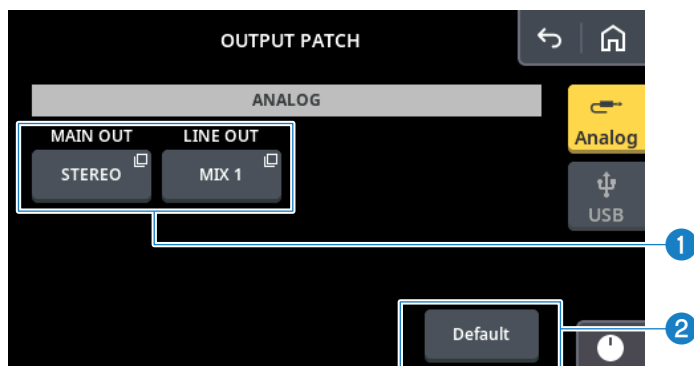 OUTPUT PATCH
ANALOG
MAIN OUT LINE OUT
STEREO MIX 1
Analog
USB
1
Default
2